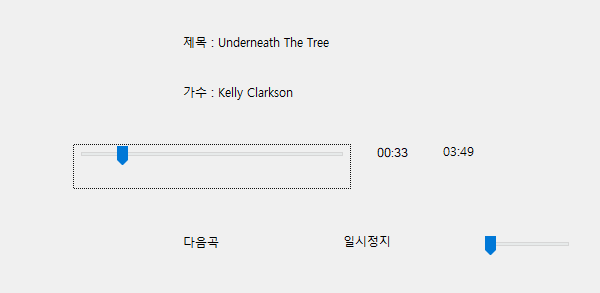 제목 : Underneath The Tree
가수 : Kelly Clarkson
00:33 03:49
다음곡 일시정지